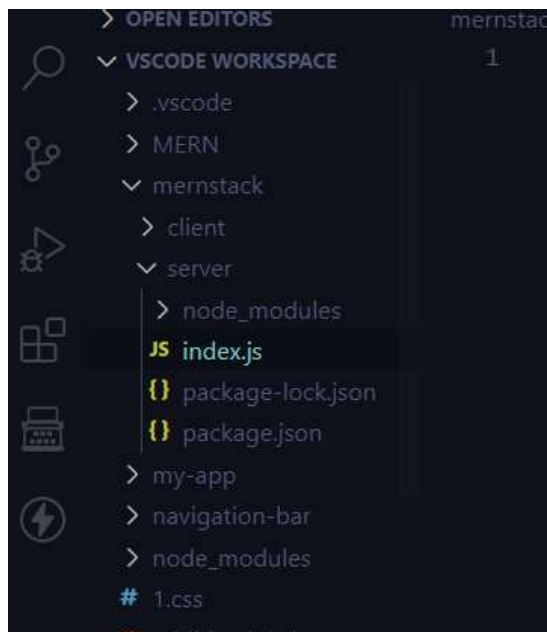 OPEN EDITORS
mernstac
VSCODE WORKSPACE
1
.vscode
MERN
mernstack
client
server
node_modules
JS index.js
{} package-lock.json
{} package.json
my-app
navigation-bar
node_modules
# 1.css